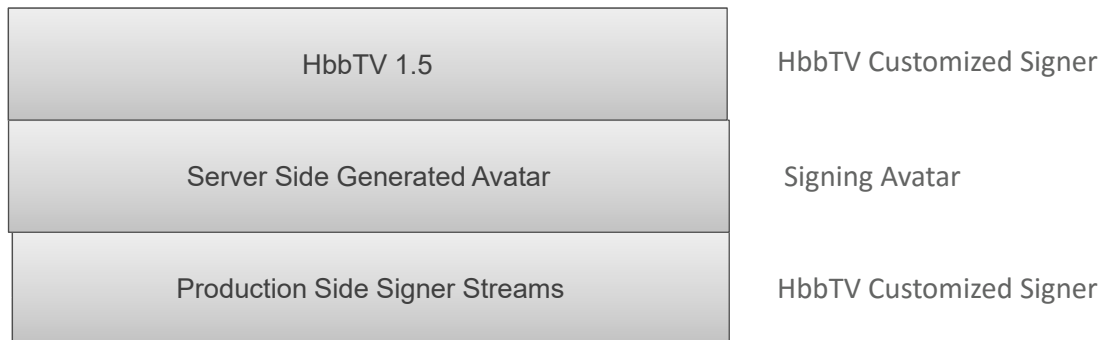 HbbTV 1.5
HbbTV Customized Signer
Server Side Generated Avatar
Signing Avatar
Production Side Signer Streams
HbbTV Customized Signer